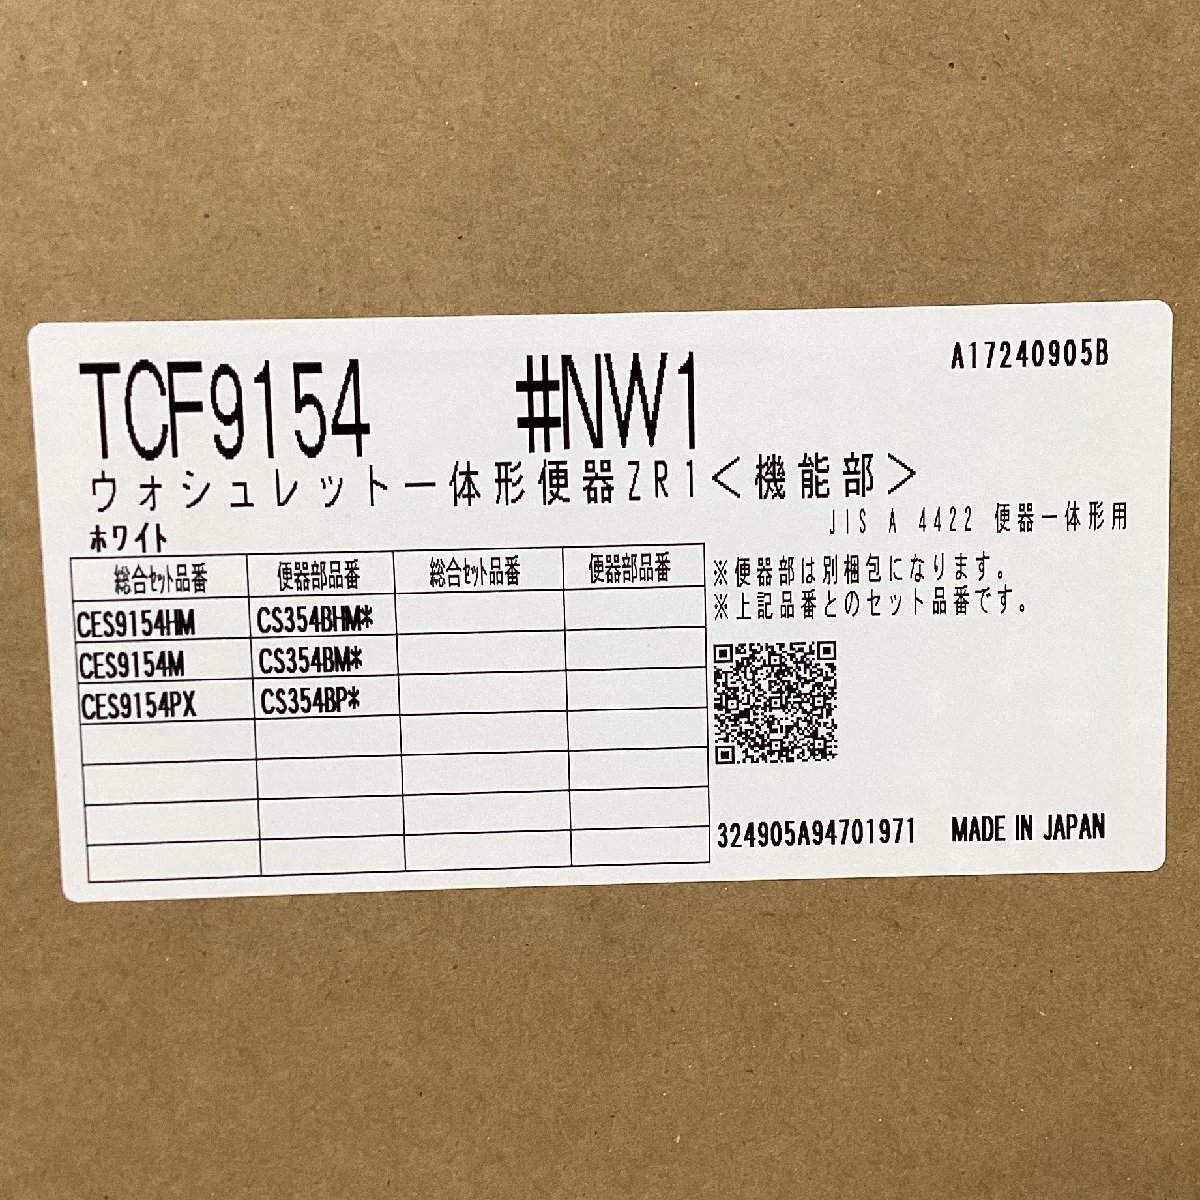 TCF9154 #NW1
A17240905B
ウォシュレット一体形便器ZR1<機能部>
JIS A 4422 便器一体形用
ホワイト
総合セット品番 便器部品番 総合セット品番 便器部品番
CES9154HM CS354BHM*
CES9154M CS354BM*
CES9154PX CS354BP*
※便器部は別梱包になります。
※上記品番とのセット品番です。
324905A94701971 MADE IN JAPAN